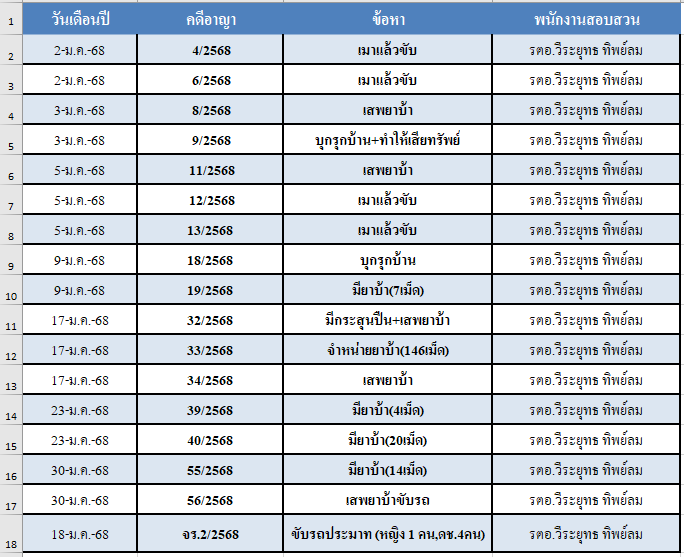 1 วันเดือนปี คดีอาญา ข้อหา พนักงานสอบสวน
2 2-ม.ค.-68 4/2568 เมาแล้วขับ รตอ.วีระยุทธ ทิพย์ลม
3 2-ม.ค.-68 6/2568 เมาแล้วขับ รตอ.วีระยุทธ ทิพย์ลม
4 3-ม.ค.-68 8/2568 เสพยาบ้า รตอ.วีระยุทธ ทิพย์ลม
5 3-ม.ค.-68 9/2568 บุกรุกบ้าน+ทำให้เสียทรัพย์ รตอ.วีระยุทธ ทิพย์ลม
6 5-ม.ค.-68 11/2568 เสพยาบ้า รตอ.วีระยุทธ ทิพย์ลม
7 5-ม.ค.-68 12/2568 เมาแล้วขับ รตอ.วีระยุทธ ทิพย์ลม
8 5-ม.ค.-68 13/2568 เมาแล้วขับ รตอ.วีระยุทธ ทิพย์ลม
9 9-ม.ค.-68 18/2568 บุกรุกบ้าน รตอ.วีระยุทธ ทิพย์ลม
10 9-ม.ค.-68 19/2568 มียาบ้า(7เม็ด) รตอ.วีระยุทธ ทิพย์ลม
11 17-ม.ค.-68 32/2568 มีกระสุนปืน+เสพยาบ้า รตอ.วีระยุทธ ทิพย์ลม
12 17-ม.ค.-68 33/2568 จำหน่ายยาบ้า(146เม็ด) รตอ.วีระยุทธ ทิพย์ลม
13 17-ม.ค.-68 34/2568 เสพยาบ้า รตอ.วีระยุทธ ทิพย์ลม
14 23-ม.ค.-68 39/2568 มียาบ้า(4เม็ด) รตอ.วีระยุทธ ทิพย์ลม
15 23-ม.ค.-68 40/2568 มียาบ้า(20เม็ด) รตอ.วีระยุทธ ทิพย์ลม
16 30-ม.ค.-68 55/2568 มียาบ้า(14เม็ด) รตอ.วีระยุทธ ทิพย์ลม
17 30-ม.ค.-68 56/2568 เสพยาบ้าขับรถ รตอ.วีระยุทธ ทิพย์ลม
18 18-ม.ค.-68 จร.2/2568 ขับรถประมาท (หญิง 1 คน,ดช.4คน) รตอ.วีระยุทธ ทิพย์ลม